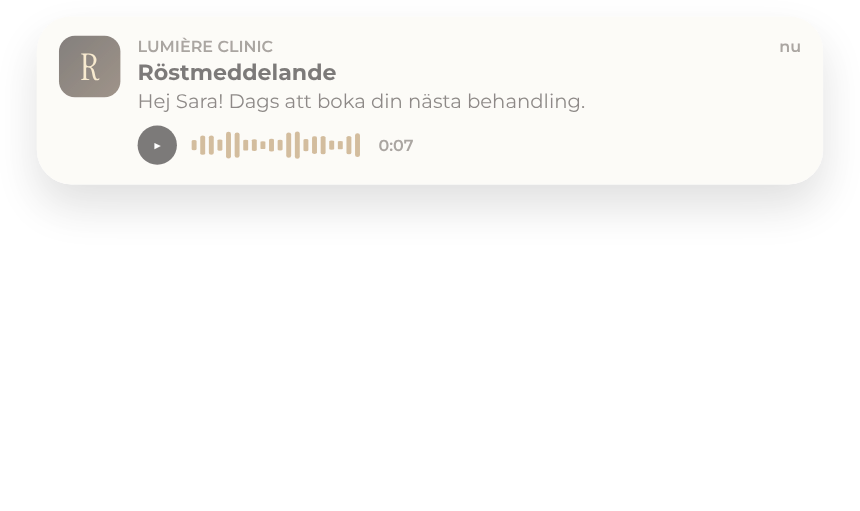 R
LUMIÈRE CLINIC
nu
Röstmeddelande
Hej Sara! Dags att boka din nästa behandling.
0:07